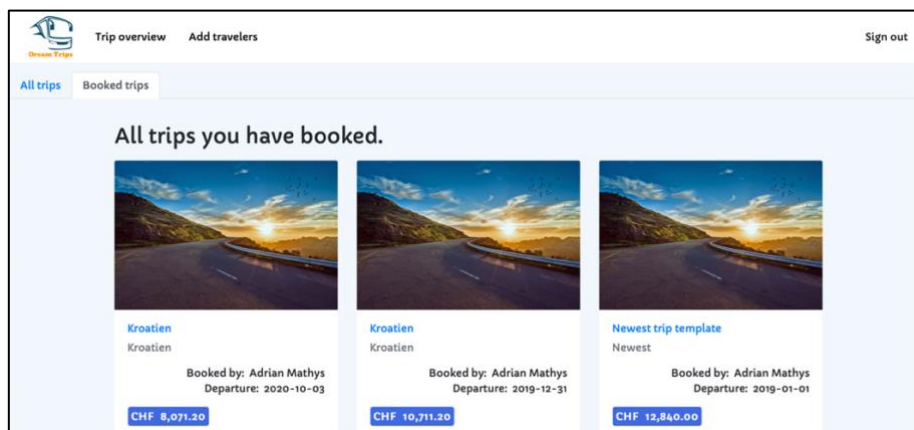 Trip overview Add travelers Sign out
Dream Trips
All trips Booked trips
All trips you have booked.
Kroatien
Kroatien
Booked by: Adrian Mathys
Departure: 2020-10-03
CHF 8,071.20
Kroatien
Kroatien
Booked by: Adrian Mathys
Departure: 2019-12-31
CHF 10,711.20
Newest trip template
Newest
Booked by: Adrian Mathys
Departure: 2019-01-01
CHF 12,840.00